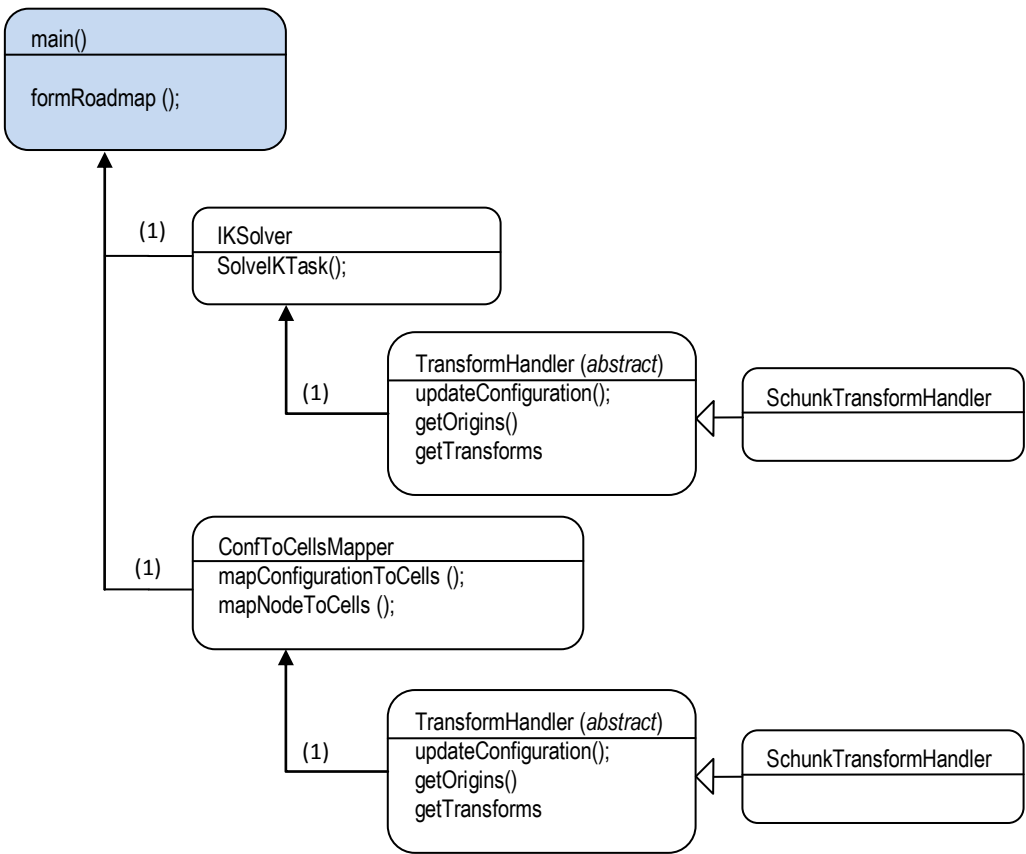 main()
formRoadmap ();
(1)
IKSolver
SolveIKTask();
(1)
TransformHandler (abstract)
updateConfiguration();
getOrigins()
getTransforms
SchunkTransformHandler
(1)
ConfToCellsMapper
mapConfigurationToCells ();
mapNodeToCells ();
(1)
TransformHandler (abstract)
updateConfiguration();
getOrigins()
getTransforms
SchunkTransformHandler